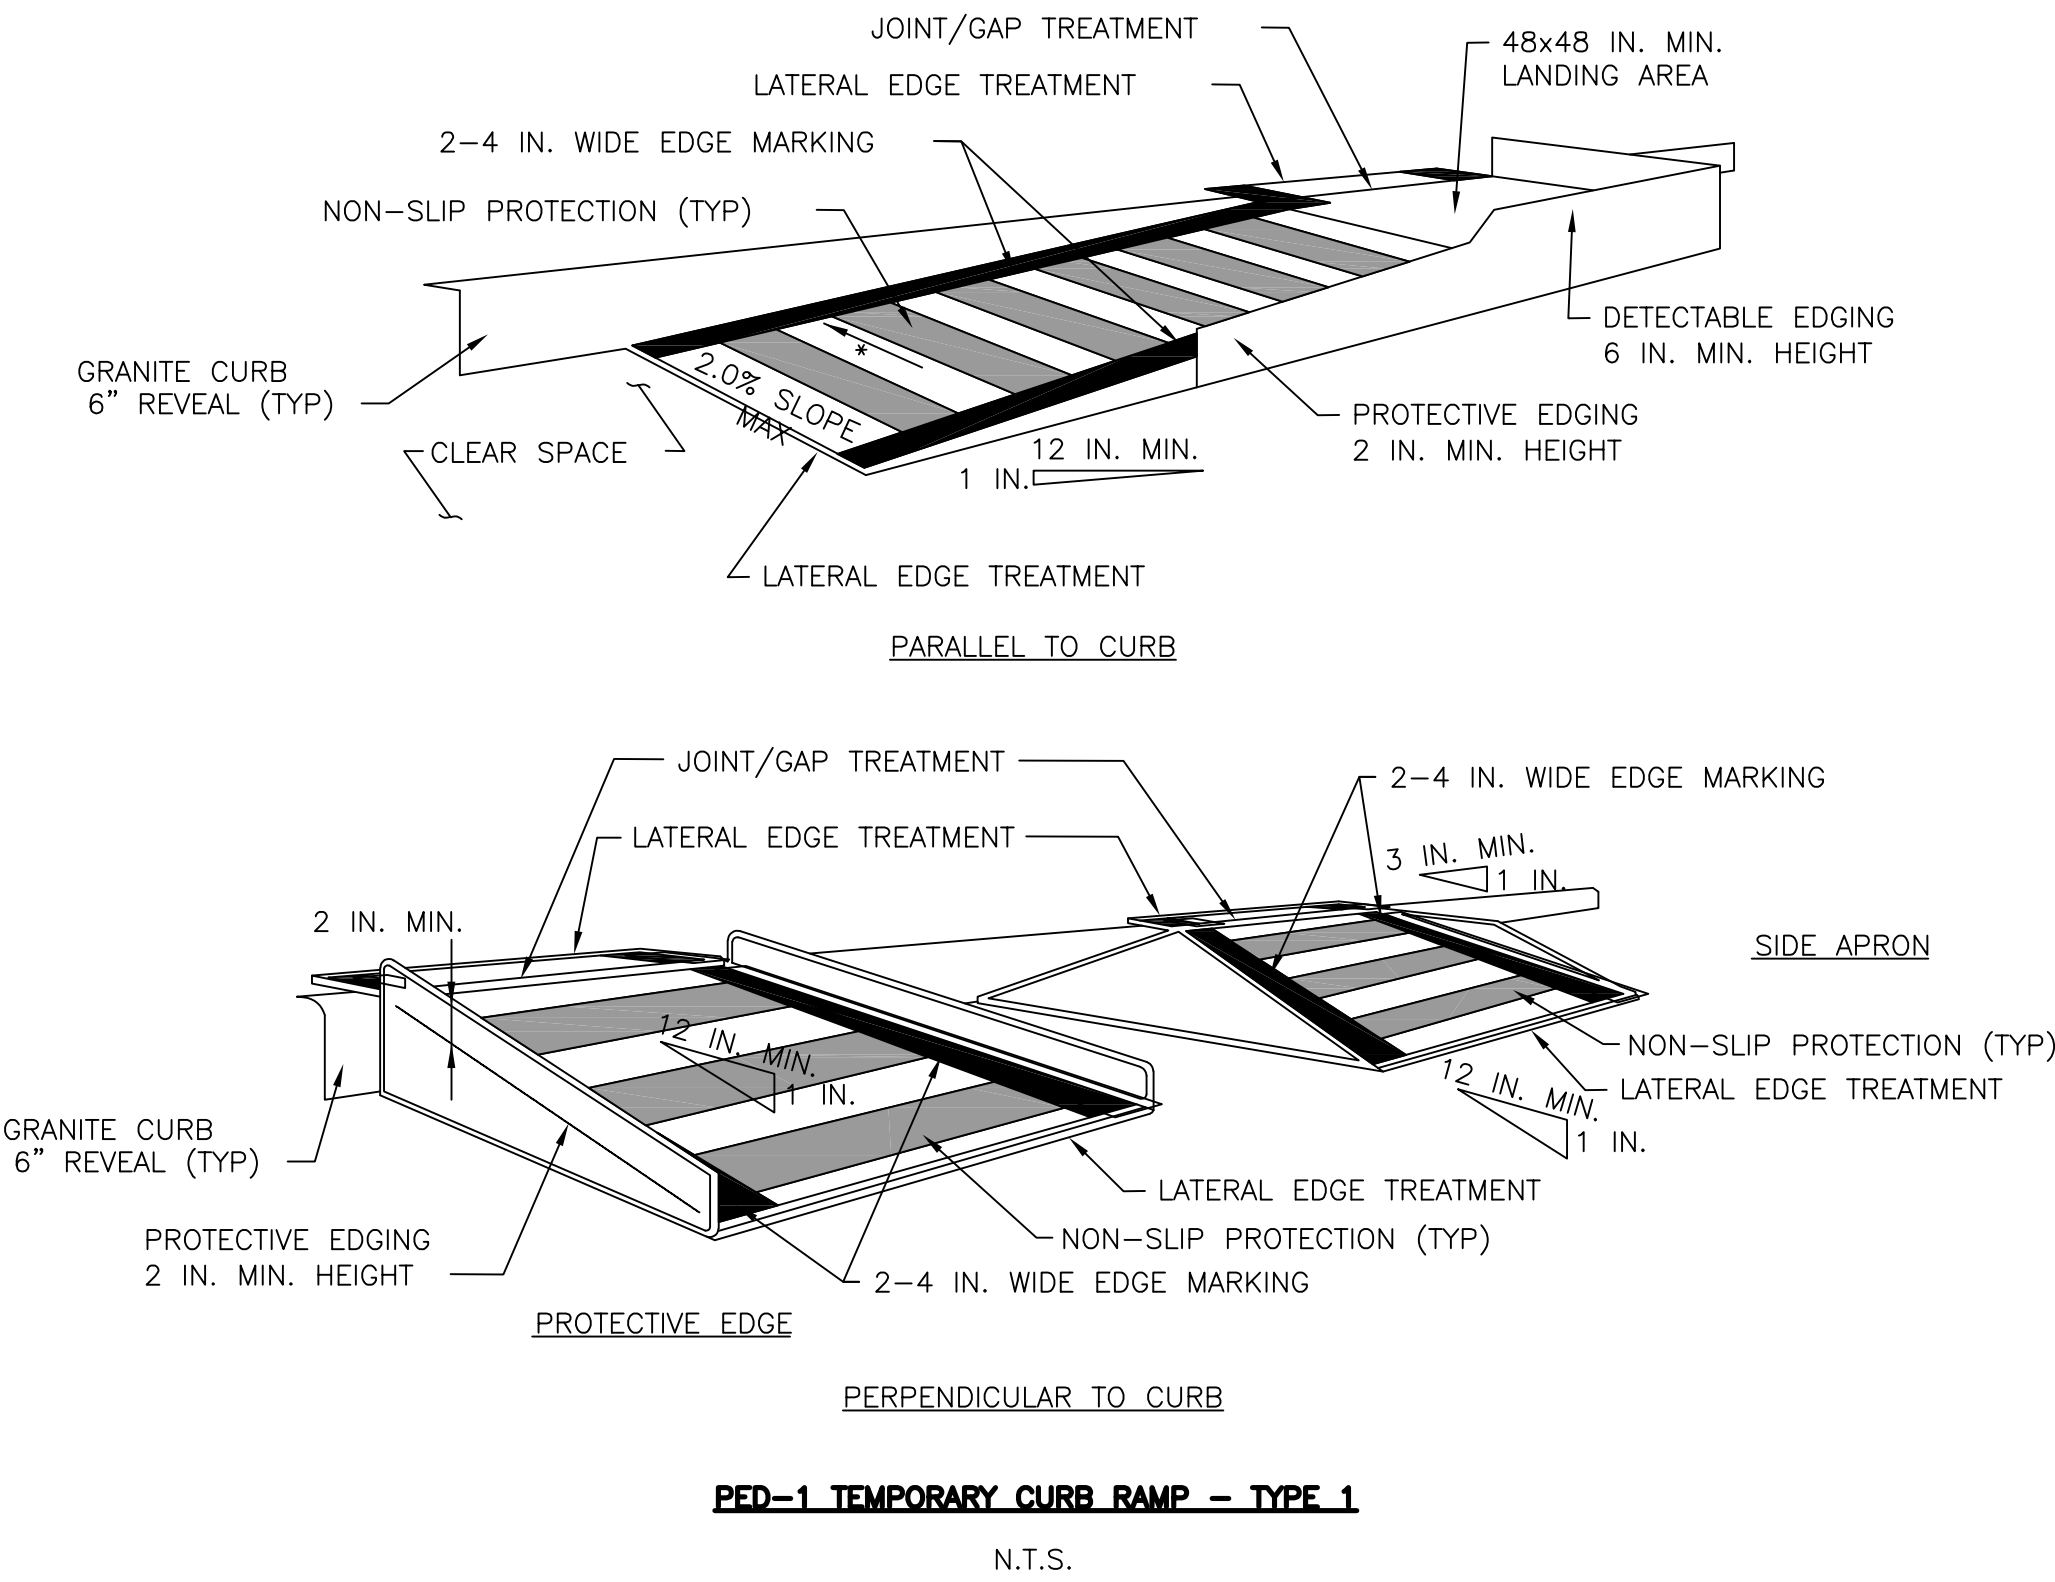 JOINT/GAP TREATMENT
48x48 IN. MIN.
LANDING AREA
LATERAL EDGE TREATMENT
2-4 IN. WIDE EDGE MARKING
NON-SLIP PROTECTION (TYP)
DETECTABLE EDGING
6 IN. MIN. HEIGHT
*
2.0% SLOPE
MAX
GRANITE CURB
6" REVEAL (TYP)
PROTECTIVE EDGING
2 IN. MIN. HEIGHT
CLEAR SPACE
12 IN. MIN.
1 IN.
LATERAL EDGE TREATMENT
PARALLEL TO CURB
JOINT/GAP TREATMENT
2-4 IN. WIDE EDGE MARKING
LATERAL EDGE TREATMENT
3 IN. MIN.
1 IN.
2 IN. MIN.
SIDE APRON
12 IN. MIN.
1 IN.
NON-SLIP PROTECTION (TYP)
LATERAL EDGE TREATMENT
12 IN. MIN.
1 IN.
GRANITE CURB
6" REVEAL (TYP)
LATERAL EDGE TREATMENT
NON-SLIP PROTECTION (TYP)
PROTECTIVE EDGING
2 IN. MIN. HEIGHT
2-4 IN. WIDE EDGE MARKING
PROTECTIVE EDGE
PERPENDICULAR TO CURB
PED-1 TEMPORARY CURB RAMP - TYPE 1
N.T.S.